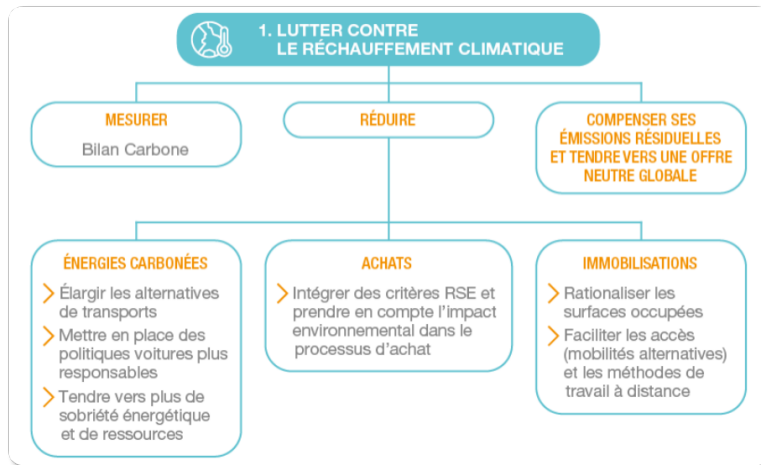 1. LUTTER CONTRE
LE RÉCHAUFFEMENT CLIMATIQUE
MESURER
Bilan Carbone
RÉDUIRE
COMPENSER SES
ÉMISSIONS RÉSIDUELLES
ET TENDRE VERS UNE OFFRE
NEUTRE GLOBALE
ÉNERGIES CARBONÉES
Élargir les alternatives
de transports
Mettre en place des
politiques voitures plus
responsables
Tendre vers plus de
sobriété énergétique
et de ressources
ACHATS
Intégrer des critères RSE et
prendre en compte l’impact
environnemental dans le
processus d’achat
IMMOBILISATIONS
Rationaliser les
surfaces occupées
Faciliter les accès
(mobilités alternatives)
et les méthodes de
travail à distance